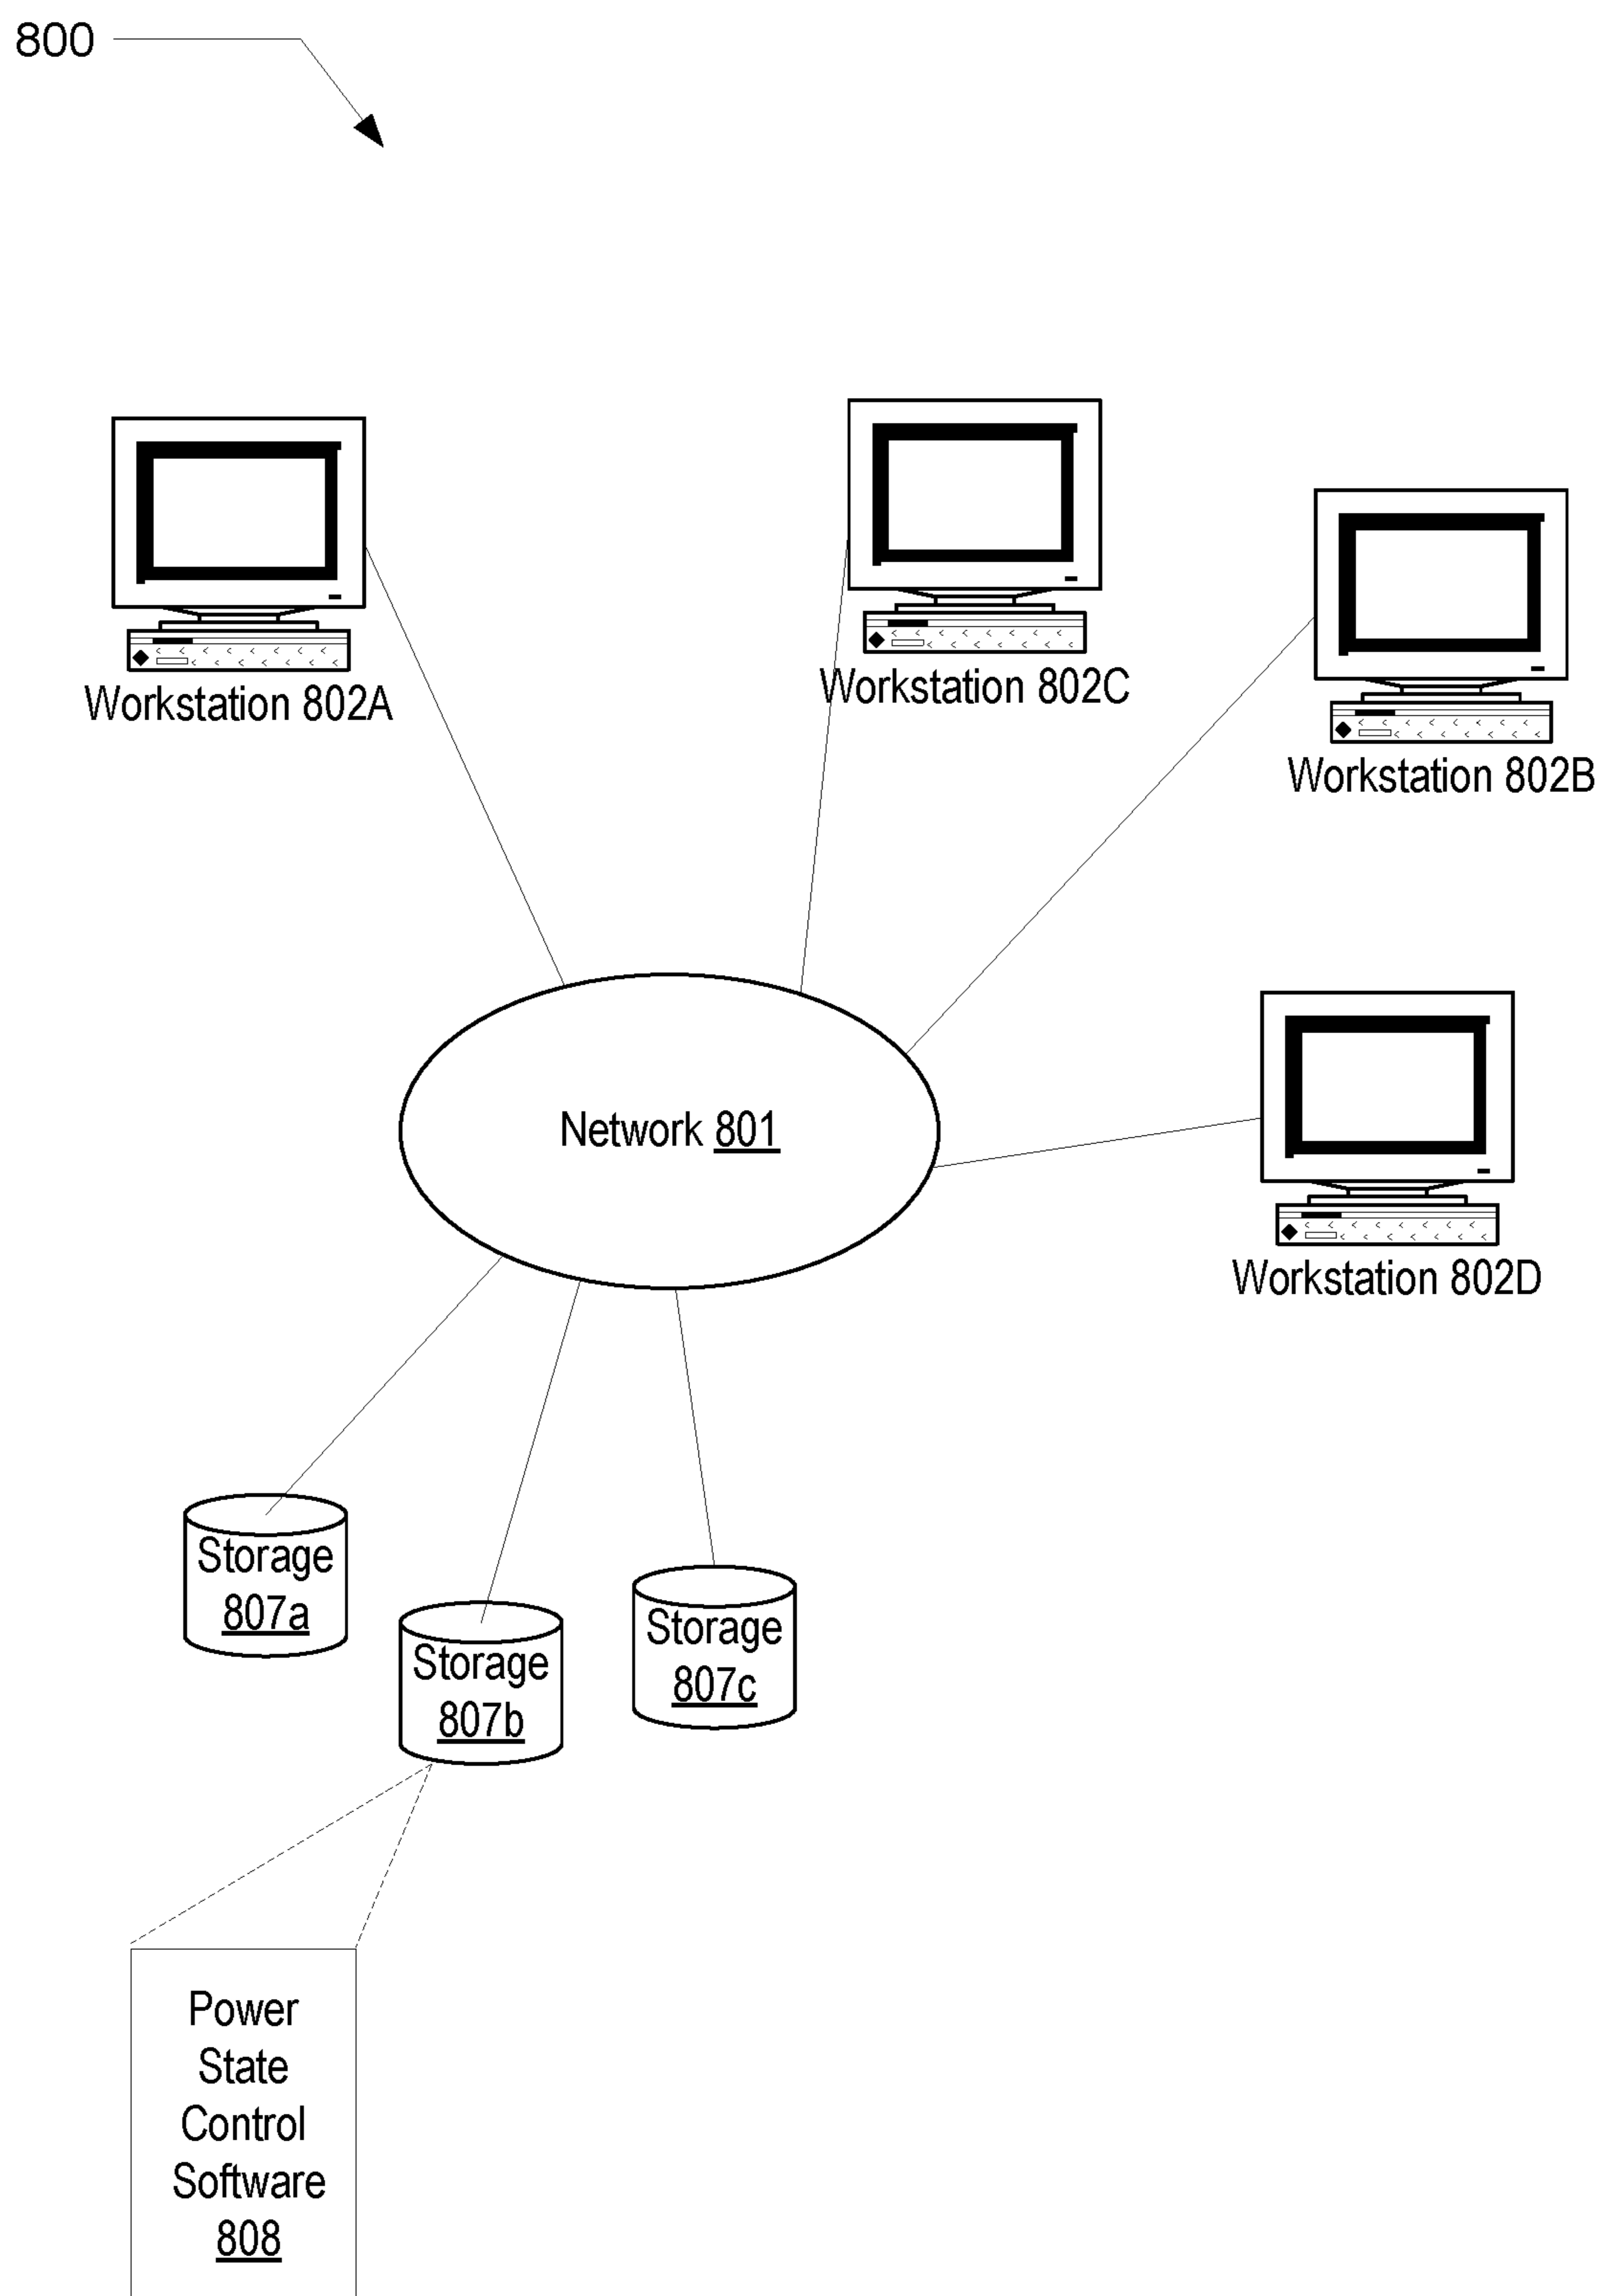 800
Workstation 802A
Workstation 802C
Workstation 802B
Network 801
Workstation 802D
Storage
807a
Storage
807b
Storage
807c
Power
State
Control
Software
808